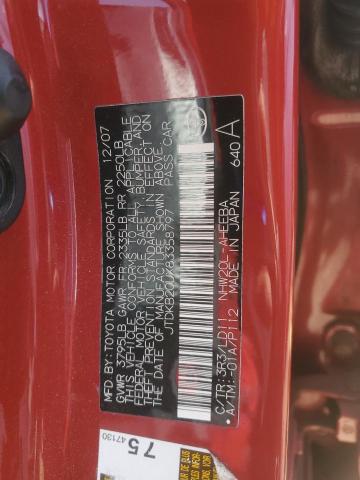 MFD.BY:TOYOTA MOTOR CORPORATION 12/07
GVWR 3795LB GAWR FR 2335LB RR 2250LB
THIS VEHICLE CONFORMS TO ALL APPLICABLE
FEDERAL MOTOR VEHICLE SAFETY, BUMPER, AND
THEFT PREVENTION STANDARDS IN EFFECT ON
THE DATE OF MANUFACTURE SHOWN ABOVE.
PASS.CAR
C/TR:3R3/LD11 NHW20L-AHEEBA
A/TM:-01A/P112 MADE IN JAPAN
640 A
75
47130